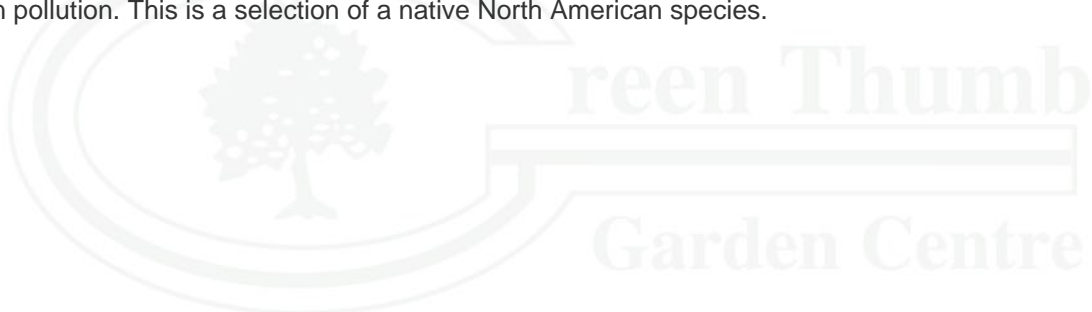 n pollution. This is a selection of a native North American species.
reen Thumb
Garden Centre